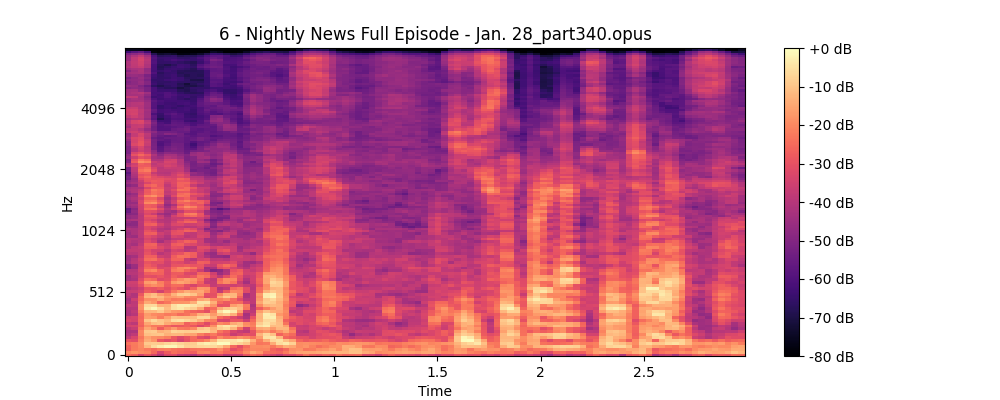 6 - Nightly News Full Episode - Jan. 28_part340.opus
+0 dB
-10 dB
-20 dB
-30 dB
-40 dB
-50 dB
-60 dB
-70 dB
-80 dB
4096
2048
1024
512
0
Hz
0
0.5
1
1.5
2
2.5
Time